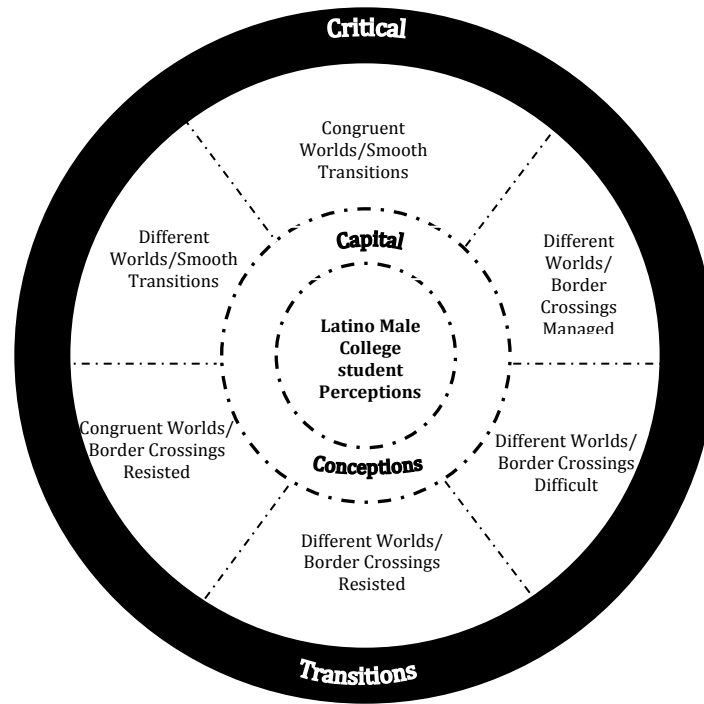 Critical
Congruent
Worlds/Smooth
Transitions
Different
Worlds/Smooth
Transitions
Capital
Different
Worlds/
Border
Crossings
Managed
Latino Male
College
student
Perceptions
Congruent Worlds/
Border Crossings
Resisted
Conceptions
Different Worlds/
Border Crossings
Difficult
Different Worlds/
Border Crossings
Resisted
Transitions